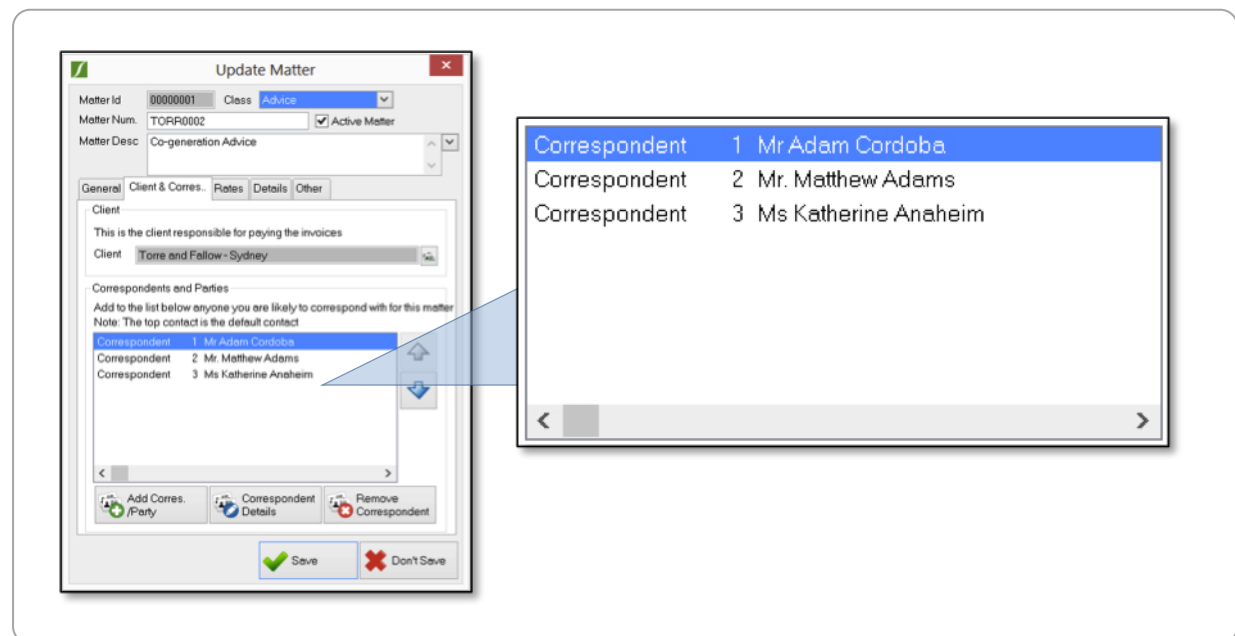 Update Matter
Matter Id 00000001 Class Advice
Matter Num. TORR0002 Active Matter
Matter Desc Co-generation Advice
General Client & Corres.. Rates Details Other
Client
This is the client responsible for paying the invoices
Client Torre and Fallow - Sydney
Correspondents and Parties
Add to the list below anyone you are likely to correspond with for this matter
Note: The top contact is the default contact
Correspondent 1 Mr Adam Cordoba
Correspondent 2 Mr. Matthew Adams
Correspondent 3 Ms Katherine Anaheim
Add Corres. /Party
Correspondent Details
Remove Correspondent
Save
Don't Save
Correspondent 1 Mr Adam Cordoba
Correspondent 2 Mr. Matthew Adams
Correspondent 3 Ms Katherine Anaheim